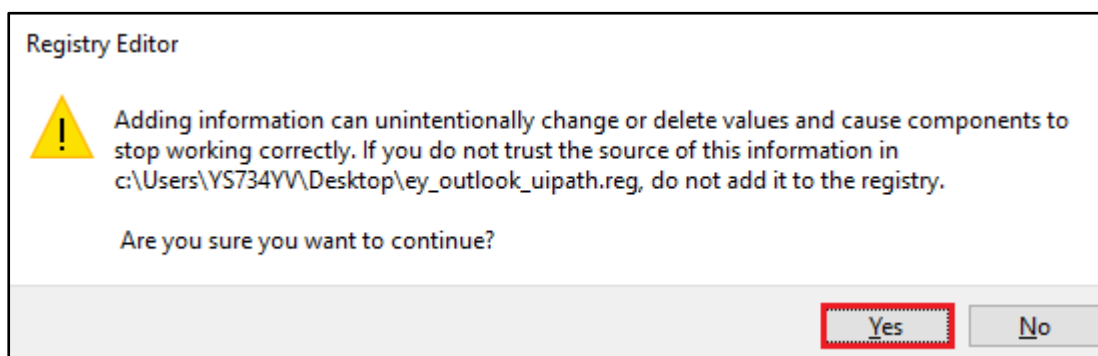 Registry Editor
Adding information can unintentionally change or delete values and cause components to
stop working correctly. If you do not trust the source of this information in
c:\Users\YS734YV\Desktop\ey_outlook_uipath.reg, do not add it to the registry.
Are you sure you want to continue?
Yes No